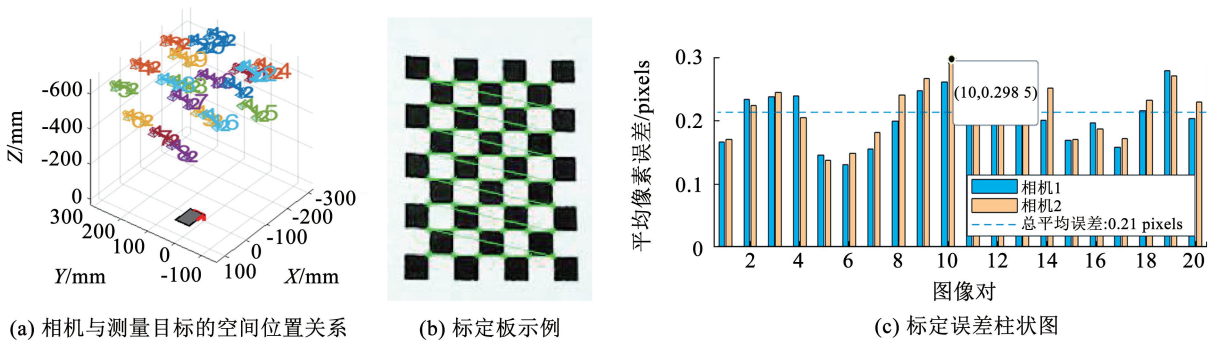 Z/mm
-600
-400
-200
0
300
200
100
0
-100
Y/mm
-300
-200
-100
0
100
X/mm
(a) 相机与测量目标的空间位置关系
(b) 标定板示例
平均像素误差/pixels
0.3
0.2
0.1
0
(10,0.298 5)
相机1
相机2
总平均误差:0.21 pixels
2 4 6 8 10 12 14 16 18 20
图像对
(c) 标定误差柱状图